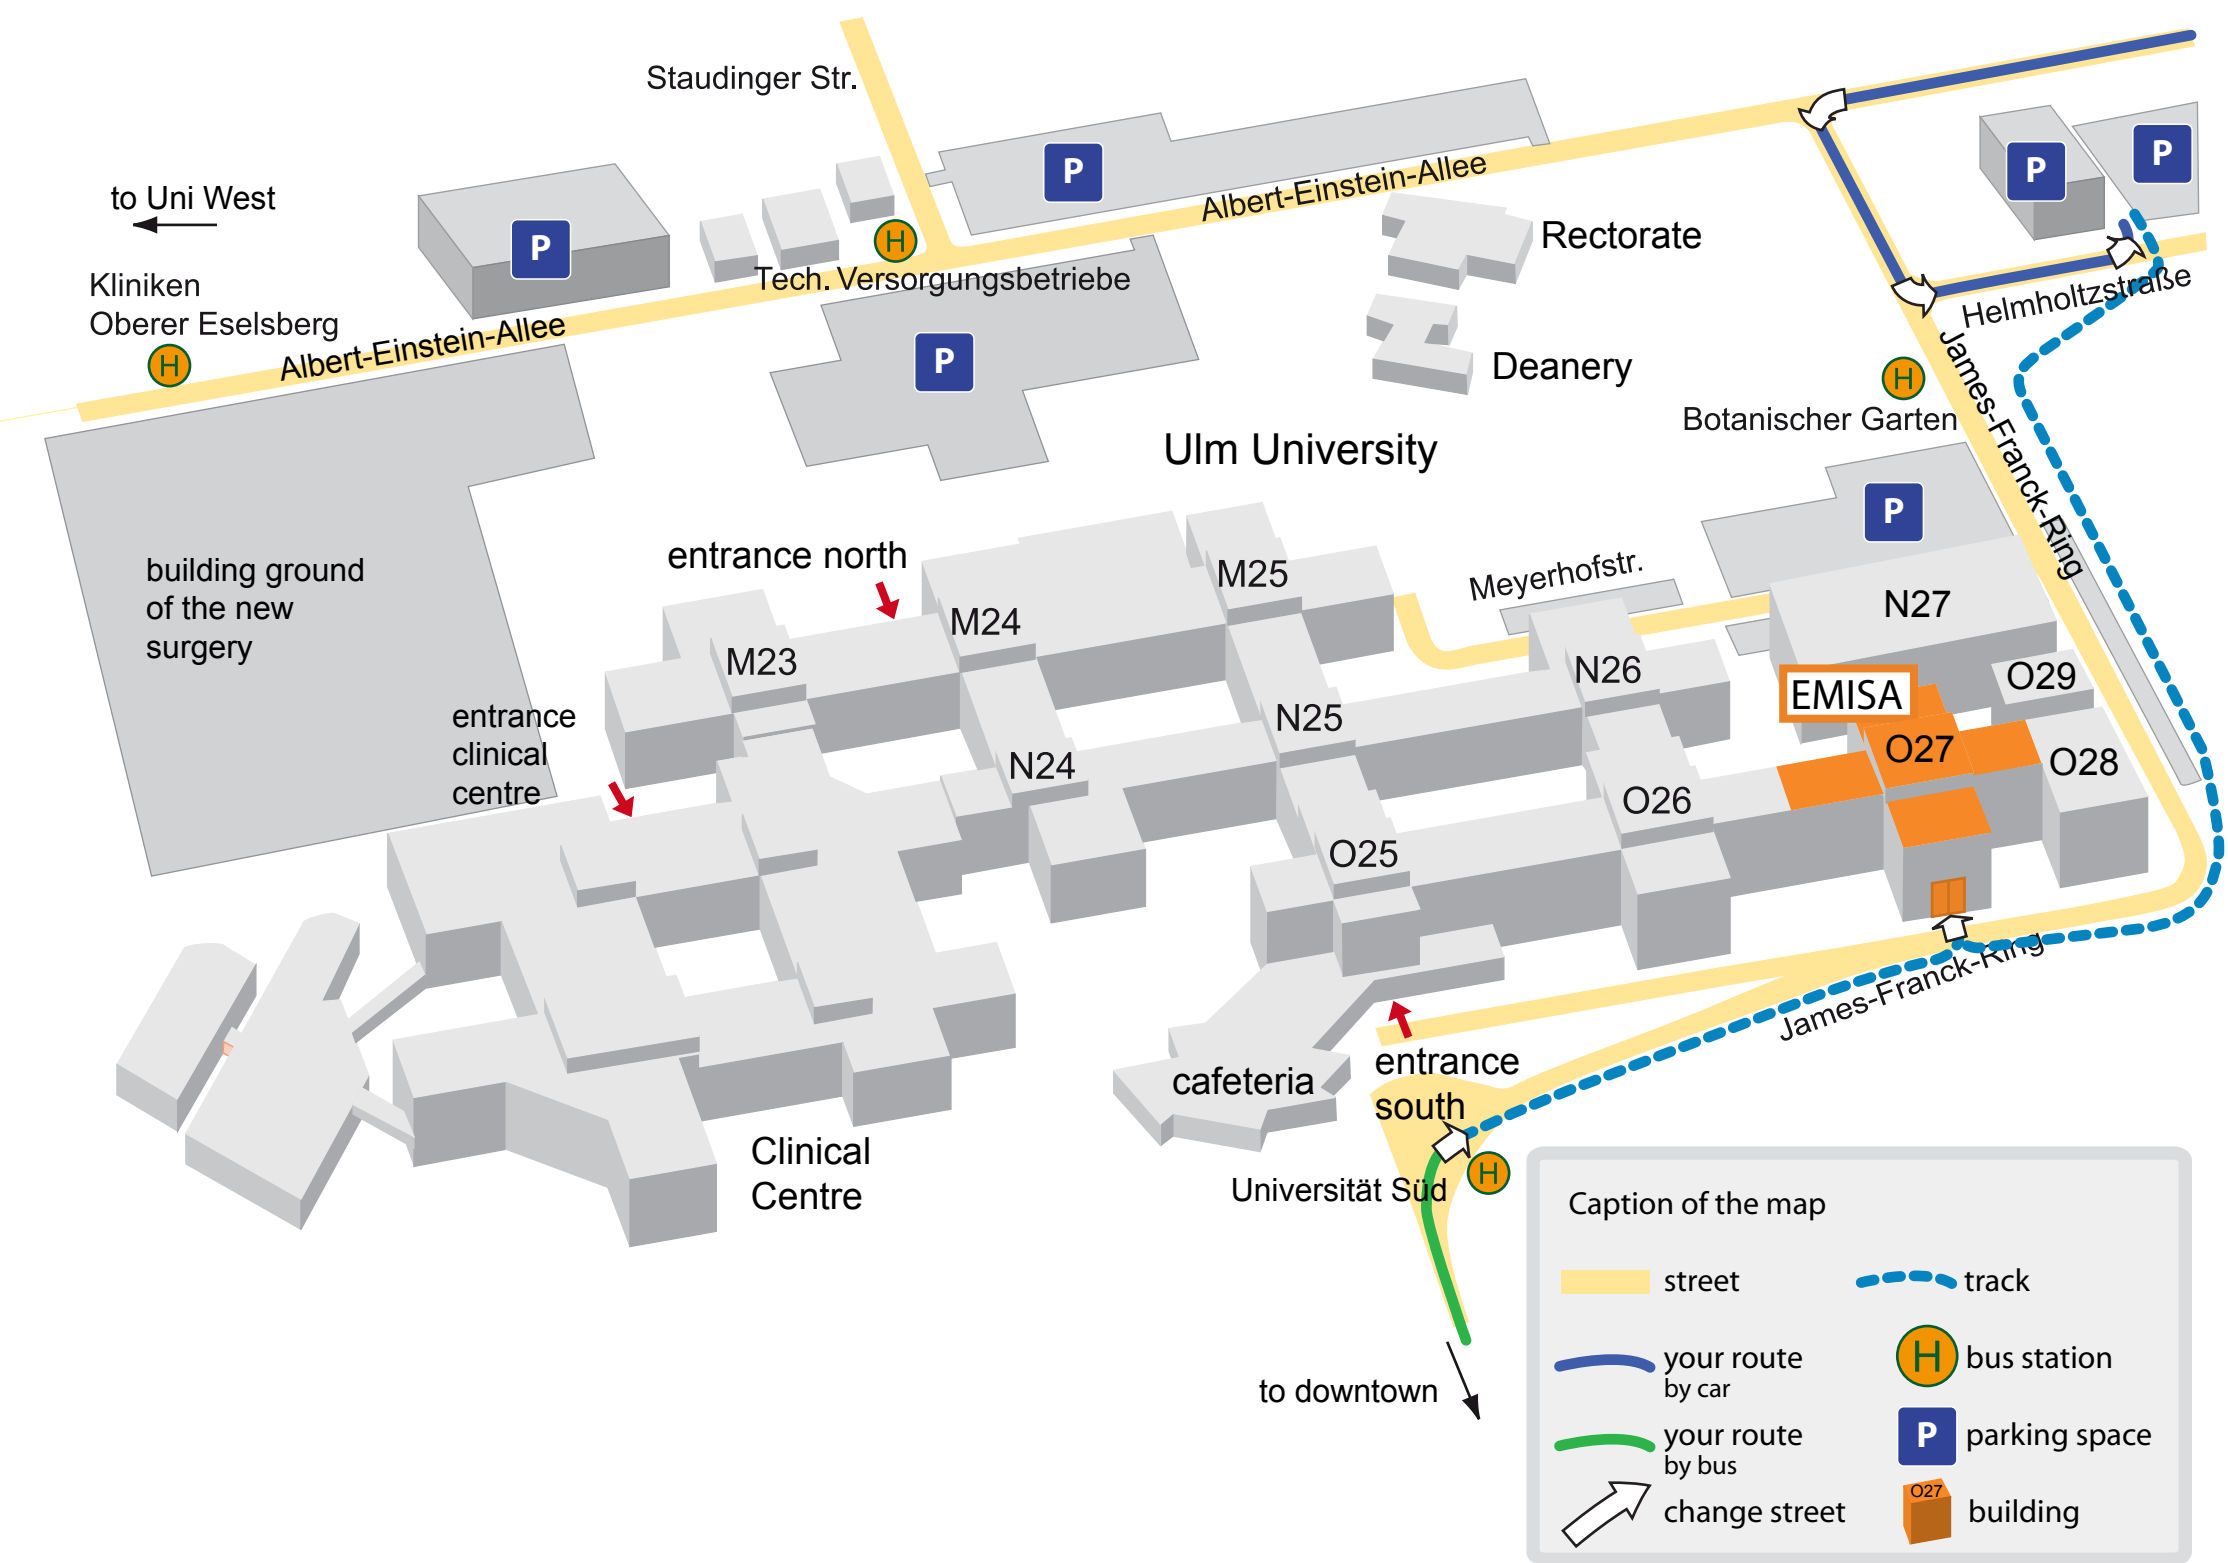 Staudinger Str.
P
P
P
to Uni West
Albert-Einstein-Allee
Rectorate
P
H
Tech. Versorgungsbetriebe
Kliniken
Oberer Eselsberg
H
Albert-Einstein-Allee
P
Helmholtzstraße
Deanery
H
Botanischer Garten
James-Franck-Ring
Ulm University
P
entrance north
M25
Meyerhofstr.
building ground
of the new
surgery
M24
N27
M23
N26
O29
EMISA
entrance
clinical
centre
N25
O27
O28
N24
O26
O25
James-Franck-Ring
entrance
south
cafeteria
Clinical
Centre
Universität Süd
H
to downtown
Caption of the map
street
track
your route
by car
H
bus station
your route
by bus
P
parking space
change street
O27
building